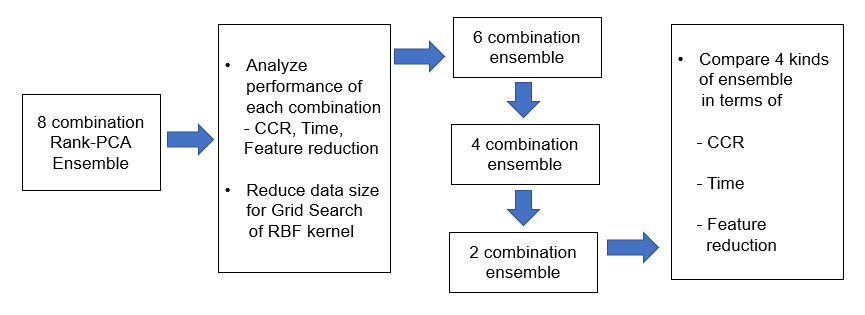 8 combination
Rank-PCA
Ensemble
• Analyze
performance of
each combination
- CCR, Time,
Feature reduction
• Reduce data size
for Grid Search
of RBF kernel
6 combination
ensemble
4 combination
ensemble
2 combination
ensemble
• Compare 4 kinds
of ensemble
in terms of
- CCR
- Time
- Feature
reduction